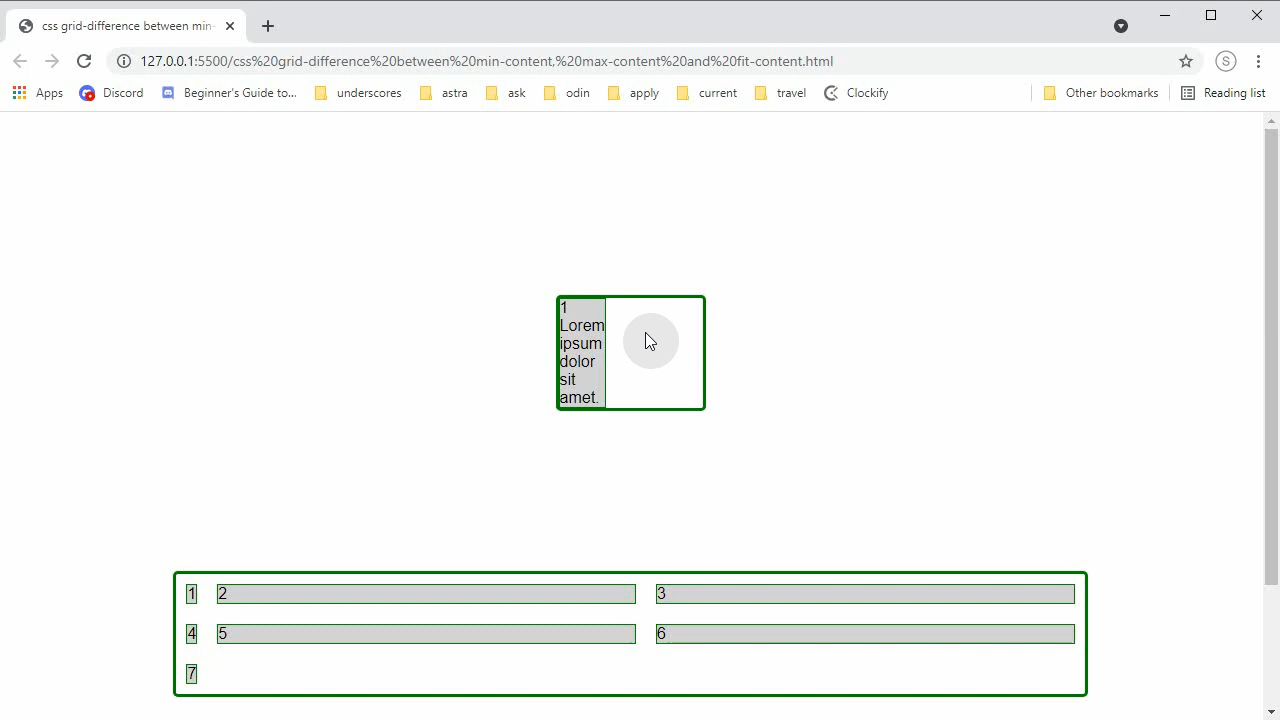 css grid-difference between min-
127.0.0.1:5500/css%20grid-difference%20between%20min-content,%20max-content%20and%20fit-content.html
S
Apps Discord Beginner's Guide to... underscores astra ask odin apply current travel Clockify Other bookmarks Reading list
1
Lorem
ipsum
dolor
sit
amet.
1 2 3
4 5 6
7